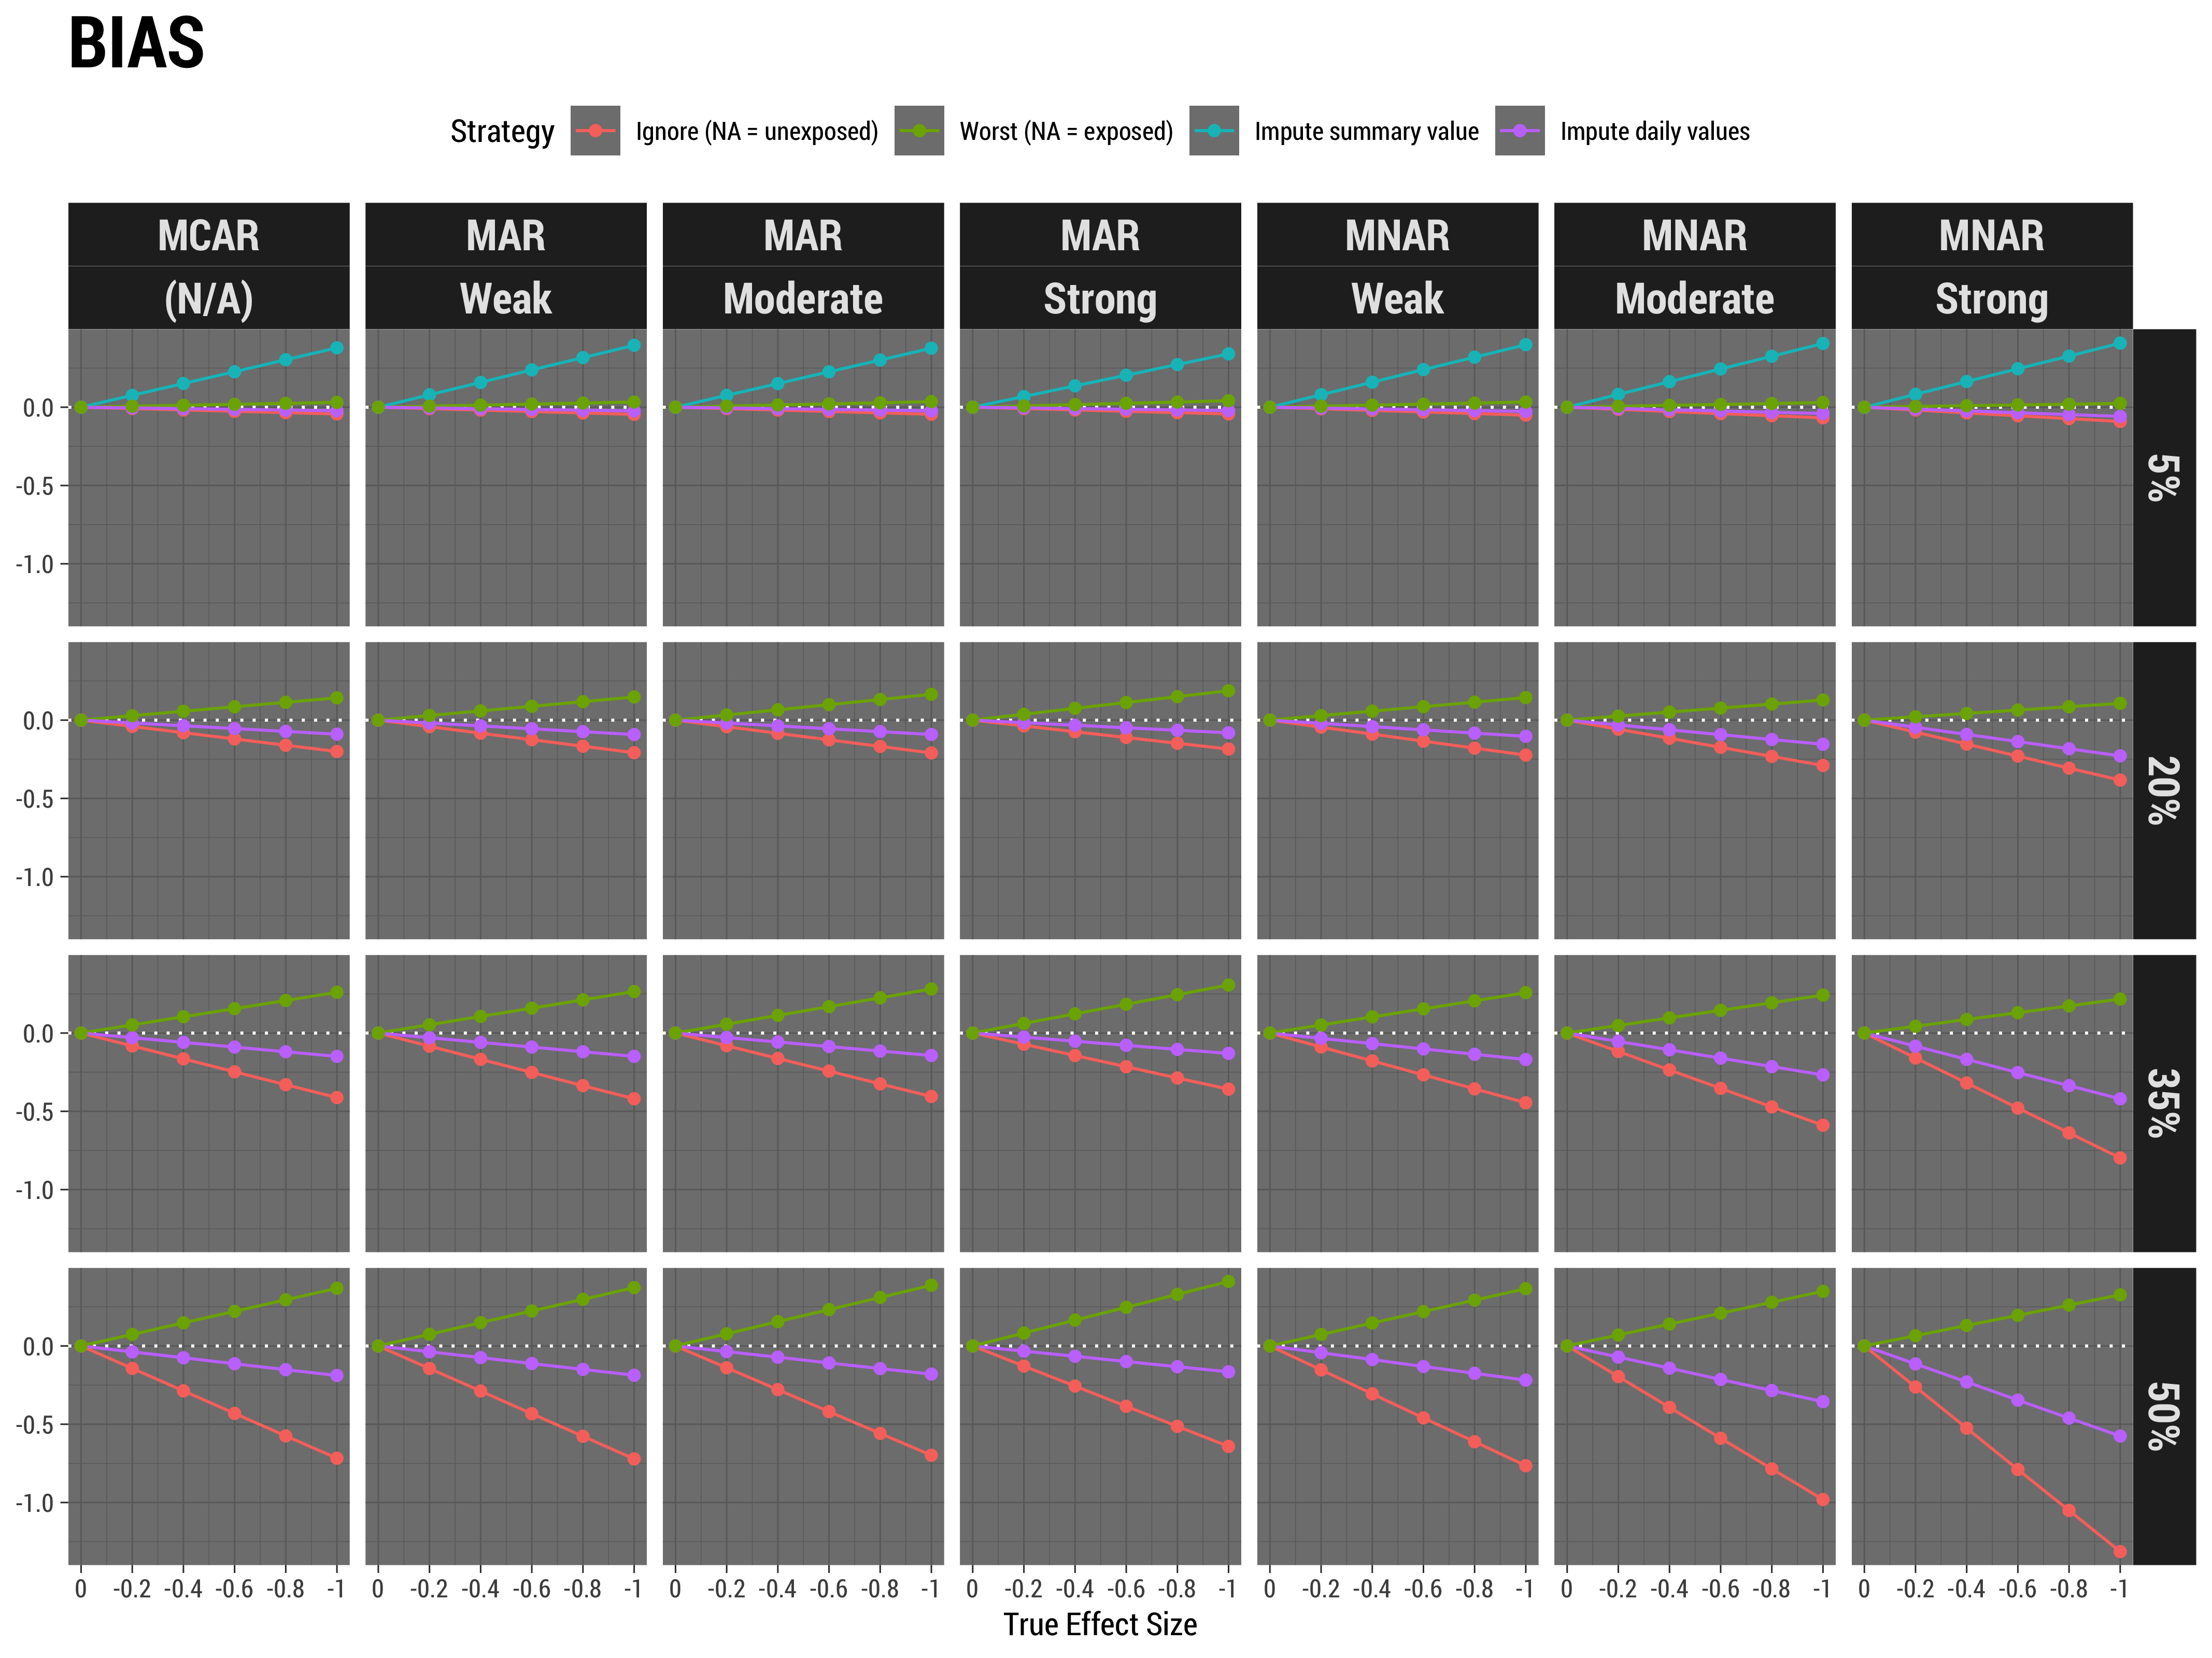 BIAS
Strategy Ignore (NA = unexposed) Worst (NA = exposed) Impute summary value Impute daily values
MCAR MAR MAR MAR MNAR MNAR MNAR
(N/A) Weak Moderate Strong Weak Moderate Strong
0.0
-0.5
-1.0
5%
0.0
-0.5
-1.0
20%
0.0
-0.5
-1.0
35%
0.0
-0.5
-1.0
50%
0 -0.2 -0.4 -0.6 -0.8 -1 0 -0.2 -0.4 -0.6 -0.8 -1 0 -0.2 -0.4 -0.6 -0.8 -1 0 -0.2 -0.4 -0.6 -0.8 -1 0 -0.2 -0.4 -0.6 -0.8 -1 0 -0.2 -0.4 -0.6 -0.8 -1 0 -0.2 -0.4 -0.6 -0.8 -1
True Effect Size